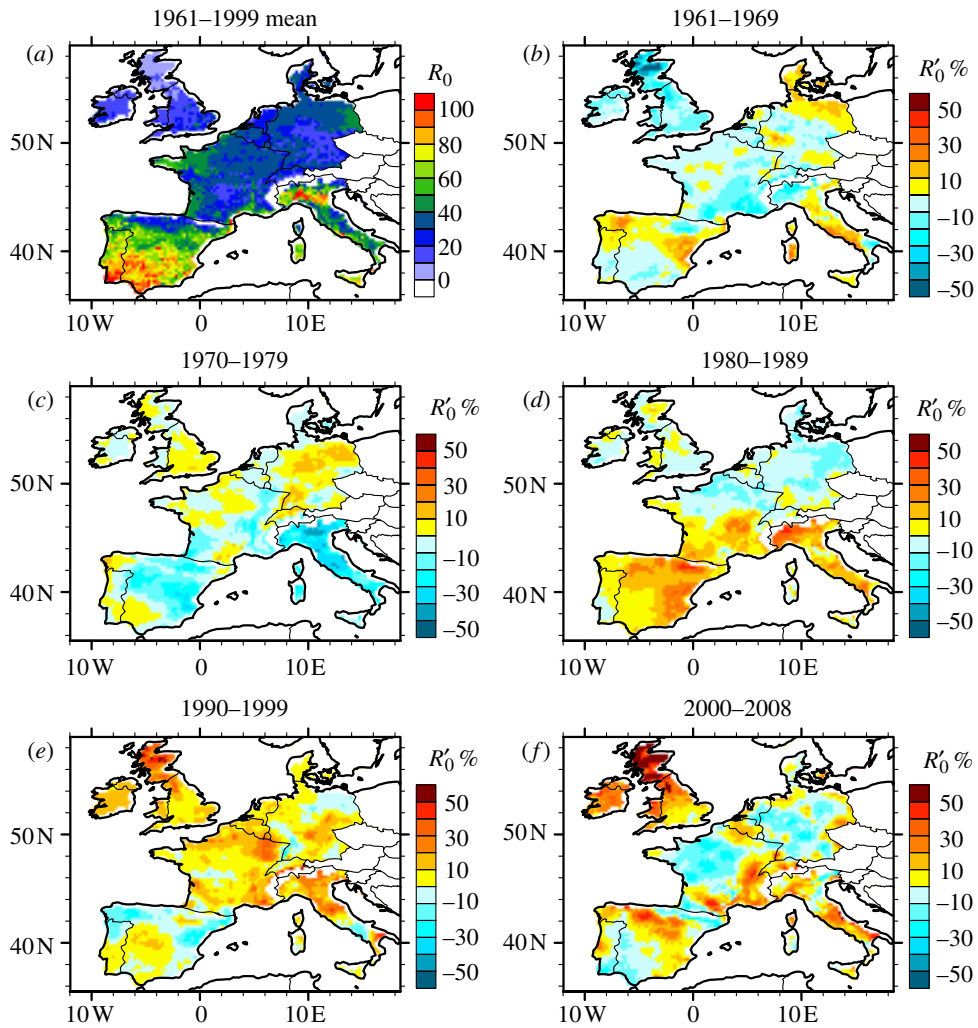 1961–1999 mean
(a)
R0
100
80
60
40
20
0
50N
40N
10W 0 10E
1961–1969
(b)
R′0 %
50
30
10
–10
–30
–50
50N
40N
10W 0 10E
1970–1979
(c)
R′0 %
50
30
10
–10
–30
–50
50N
40N
10W 0 10E
1980–1989
(d)
R′0 %
50
30
10
–10
–30
–50
50N
40N
10W 0 10E
1990–1999
(e)
R′0 %
50
30
10
–10
–30
–50
50N
40N
10W 0 10E
2000–2008
(f)
R′0 %
50
30
10
–10
–30
–50
50N
40N
10W 0 10E